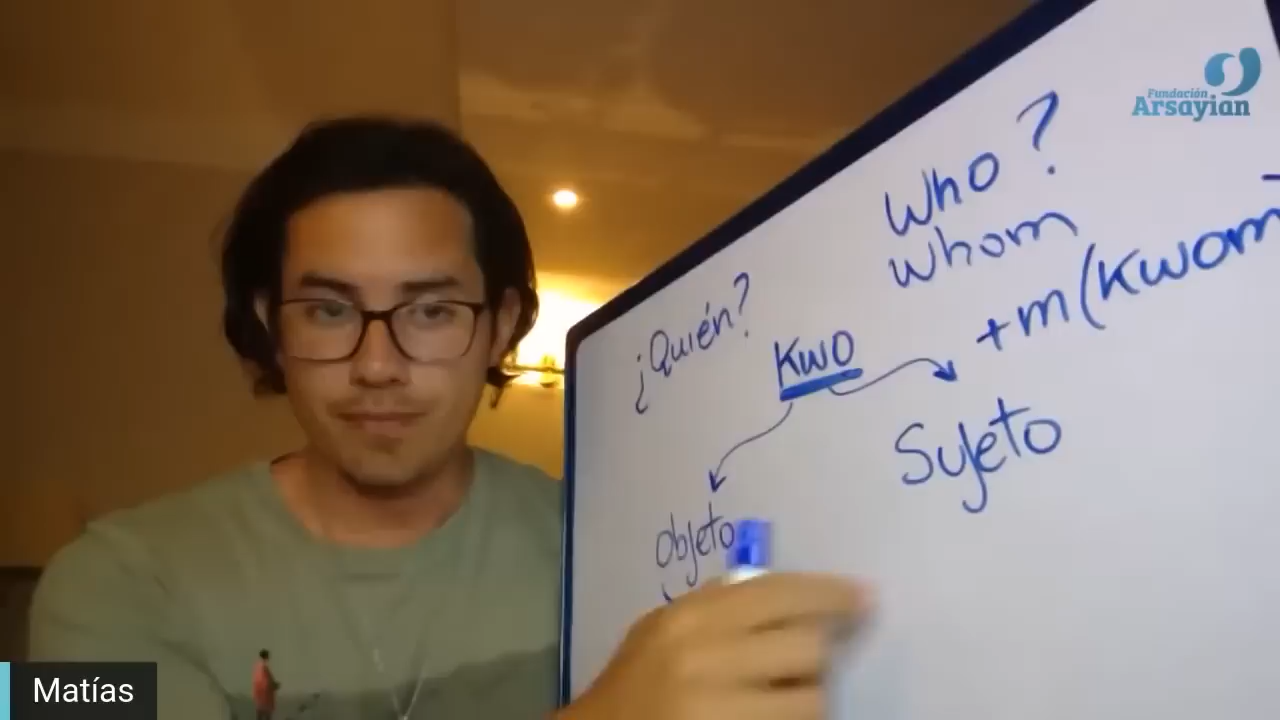 Fundación
Arsayian
Who?
Whom
¿Quién?
Kwo
+m (Kwom
Sujeto
Objeto
Matías